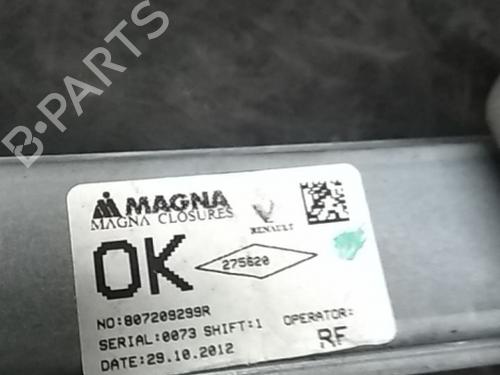 B-PARTS
MAGNA
MAGNA CLOSURES
RENAULT
OK
275620
NO:807209299R
SERIAL:0073 SHIFT:1
OPERATOR:
RF
DATE:29.10.2012